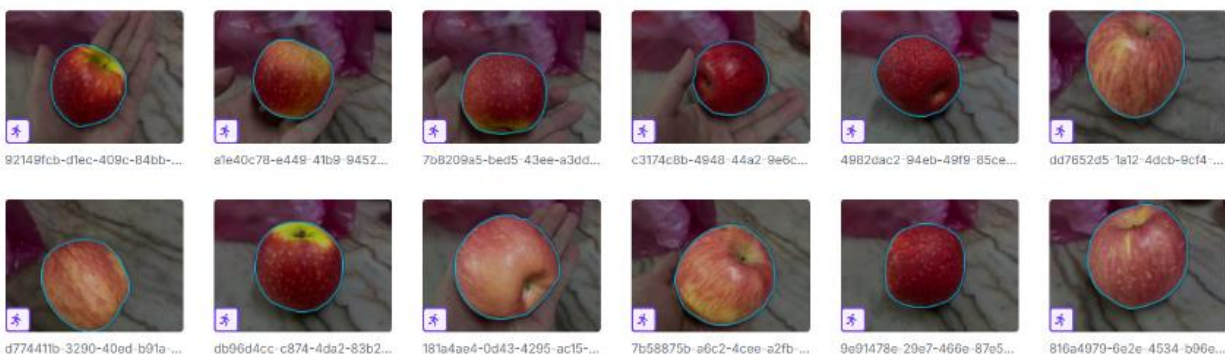 92149fcb-d1ec-409c-84bb-...
a1e40c78-e449-41b9-9452...
7b8209a5-bed5-43ee-a3dd...
c3174c8b-4948-44a2-9e6c...
4982dac2-94eb-49f9-85ce...
dd7652d5-1a12-4dcb-9cf4-...
d774411b-3290-40ed-b91a-...
db96d4cc-c874-4da2-83b2...
181a4ae4-0d43-4295-ac15-...
7b58875b-a6c2-4cee-a2fb-...
9e91478e-29e7-466e-87e5...
816a4979-6e2e-4534-b96e...